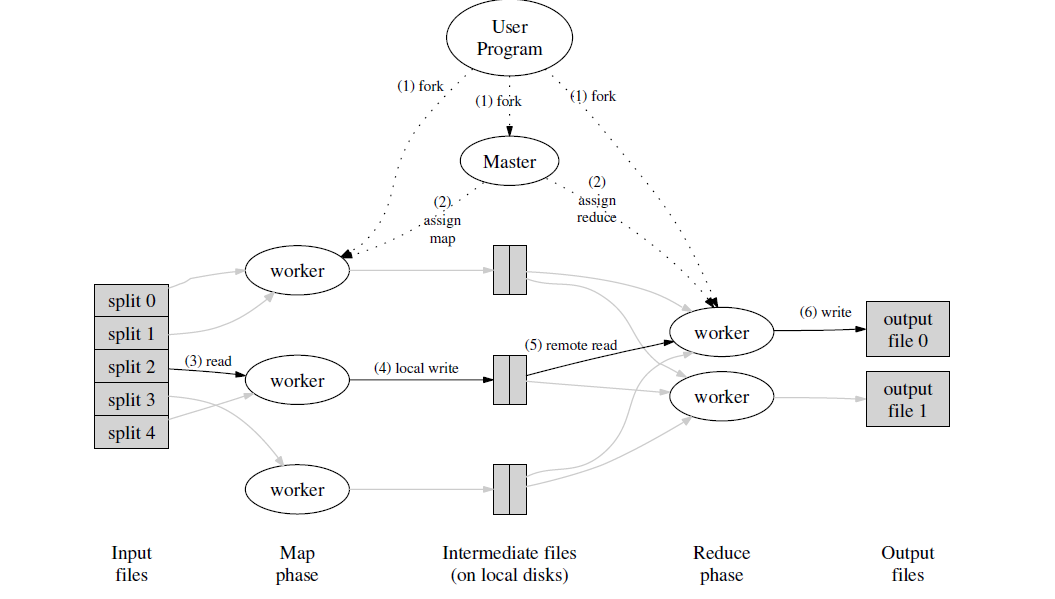 User
Program
(1) fork
(1) fork
(1) fork
Master
(2)
assign
map
(2)
assign
reduce
worker
split 0
split 1
split 2
split 3
split 4
(3) read
worker
(4) local write
(5) remote read
worker
(6) write
output
file 0
worker
output
file 1
worker
Input
files
Map
phase
Intermediate files
(on local disks)
Reduce
phase
Output
files